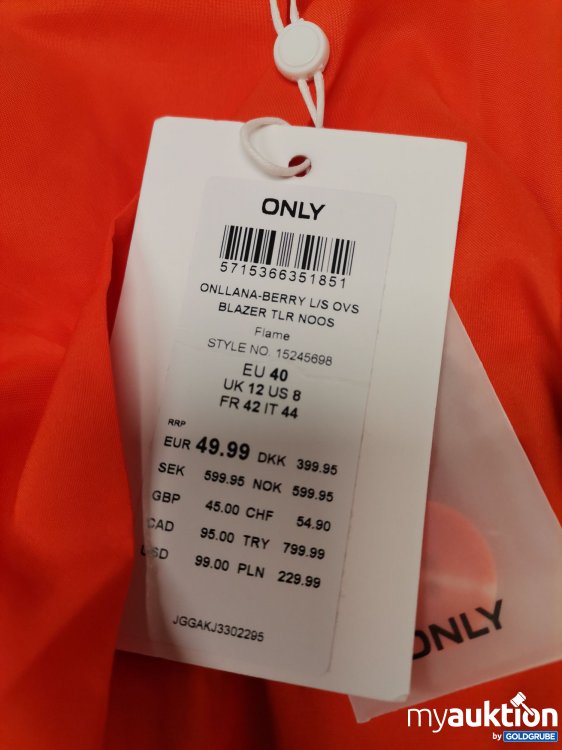 ONLY
5715366351851
ONLLANA-BERRY L/S OVS
BLAZER TLR NOOS
Flame
STYLE NO. 15245698
EU 40
UK 12 US 8
FR 42 IT 44
RRP
EUR 49.99 DKK 399.95
SEK 599.95 NOK 599.95
GBP 45.00 CHF 54.90
CAD 95.00 TRY 799.99
USD 99.00 PLN 229.99
JGGAKJ3302295
ONLY
myauktion
by GOLDGRUBE